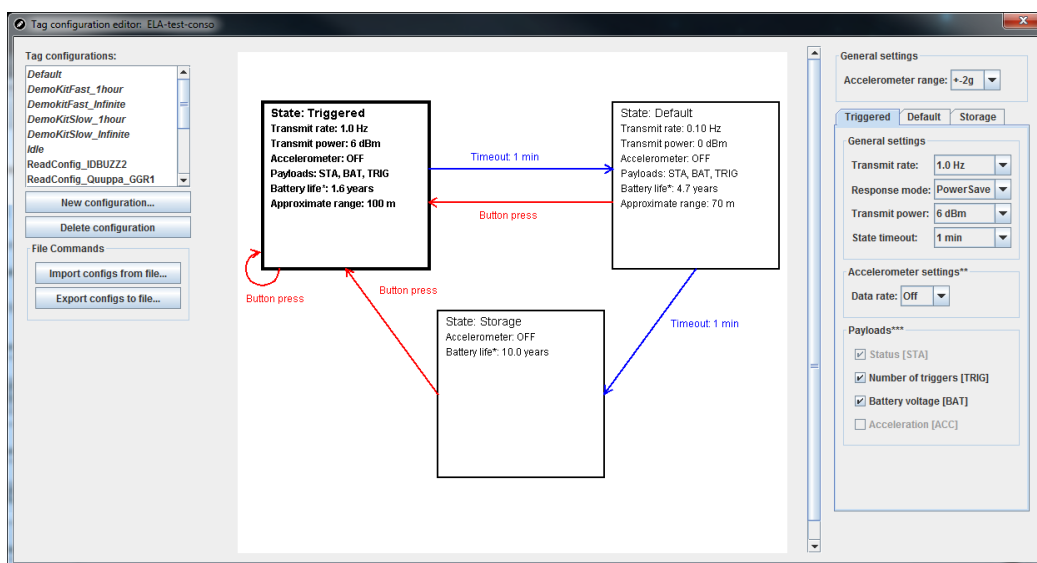 Tag configuration editor: ELA-test-conso
Tag configurations:
Default
DemoKitFast_1hour
DemokitFast_Infinite
DemoKitSlow_1hour
DemoKitSlow_Infinite
Idle
ReadConfig_IDBUZZ2
ReadConfig_Quuppa_GGR1
New configuration...
Delete configuration
File Commands
Import configs from file...
Export configs to file...
State: Triggered
Transmit rate: 1.0 Hz
Transmit power: 6 dBm
Accelerometer: OFF
Payloads: STA, BAT, TRIG
Battery life*: 1.6 years
Approximate range: 100 m
Timeout: 1 min
Button press
State: Default
Transmit rate: 0.10 Hz
Transmit power: 0 dBm
Accelerometer: OFF
Payloads: STA, BAT, TRIG
Battery life*: 4.7 years
Approximate range: 70 m
Button press
Button press
Timeout: 1 min
State: Storage
Accelerometer: OFF
Battery life*: 10.0 years
General settings
Accelerometer range: +-2g
Triggered Default Storage
General settings
Transmit rate: 1.0 Hz
Response mode: PowerSave
Transmit power: 6 dBm
State timeout: 1 min
Accelerometer settings**
Data rate: Off
Payloads***
Status [STA]
Number of triggers [TRIG]
Battery voltage [BAT]
Acceleration [ACC]